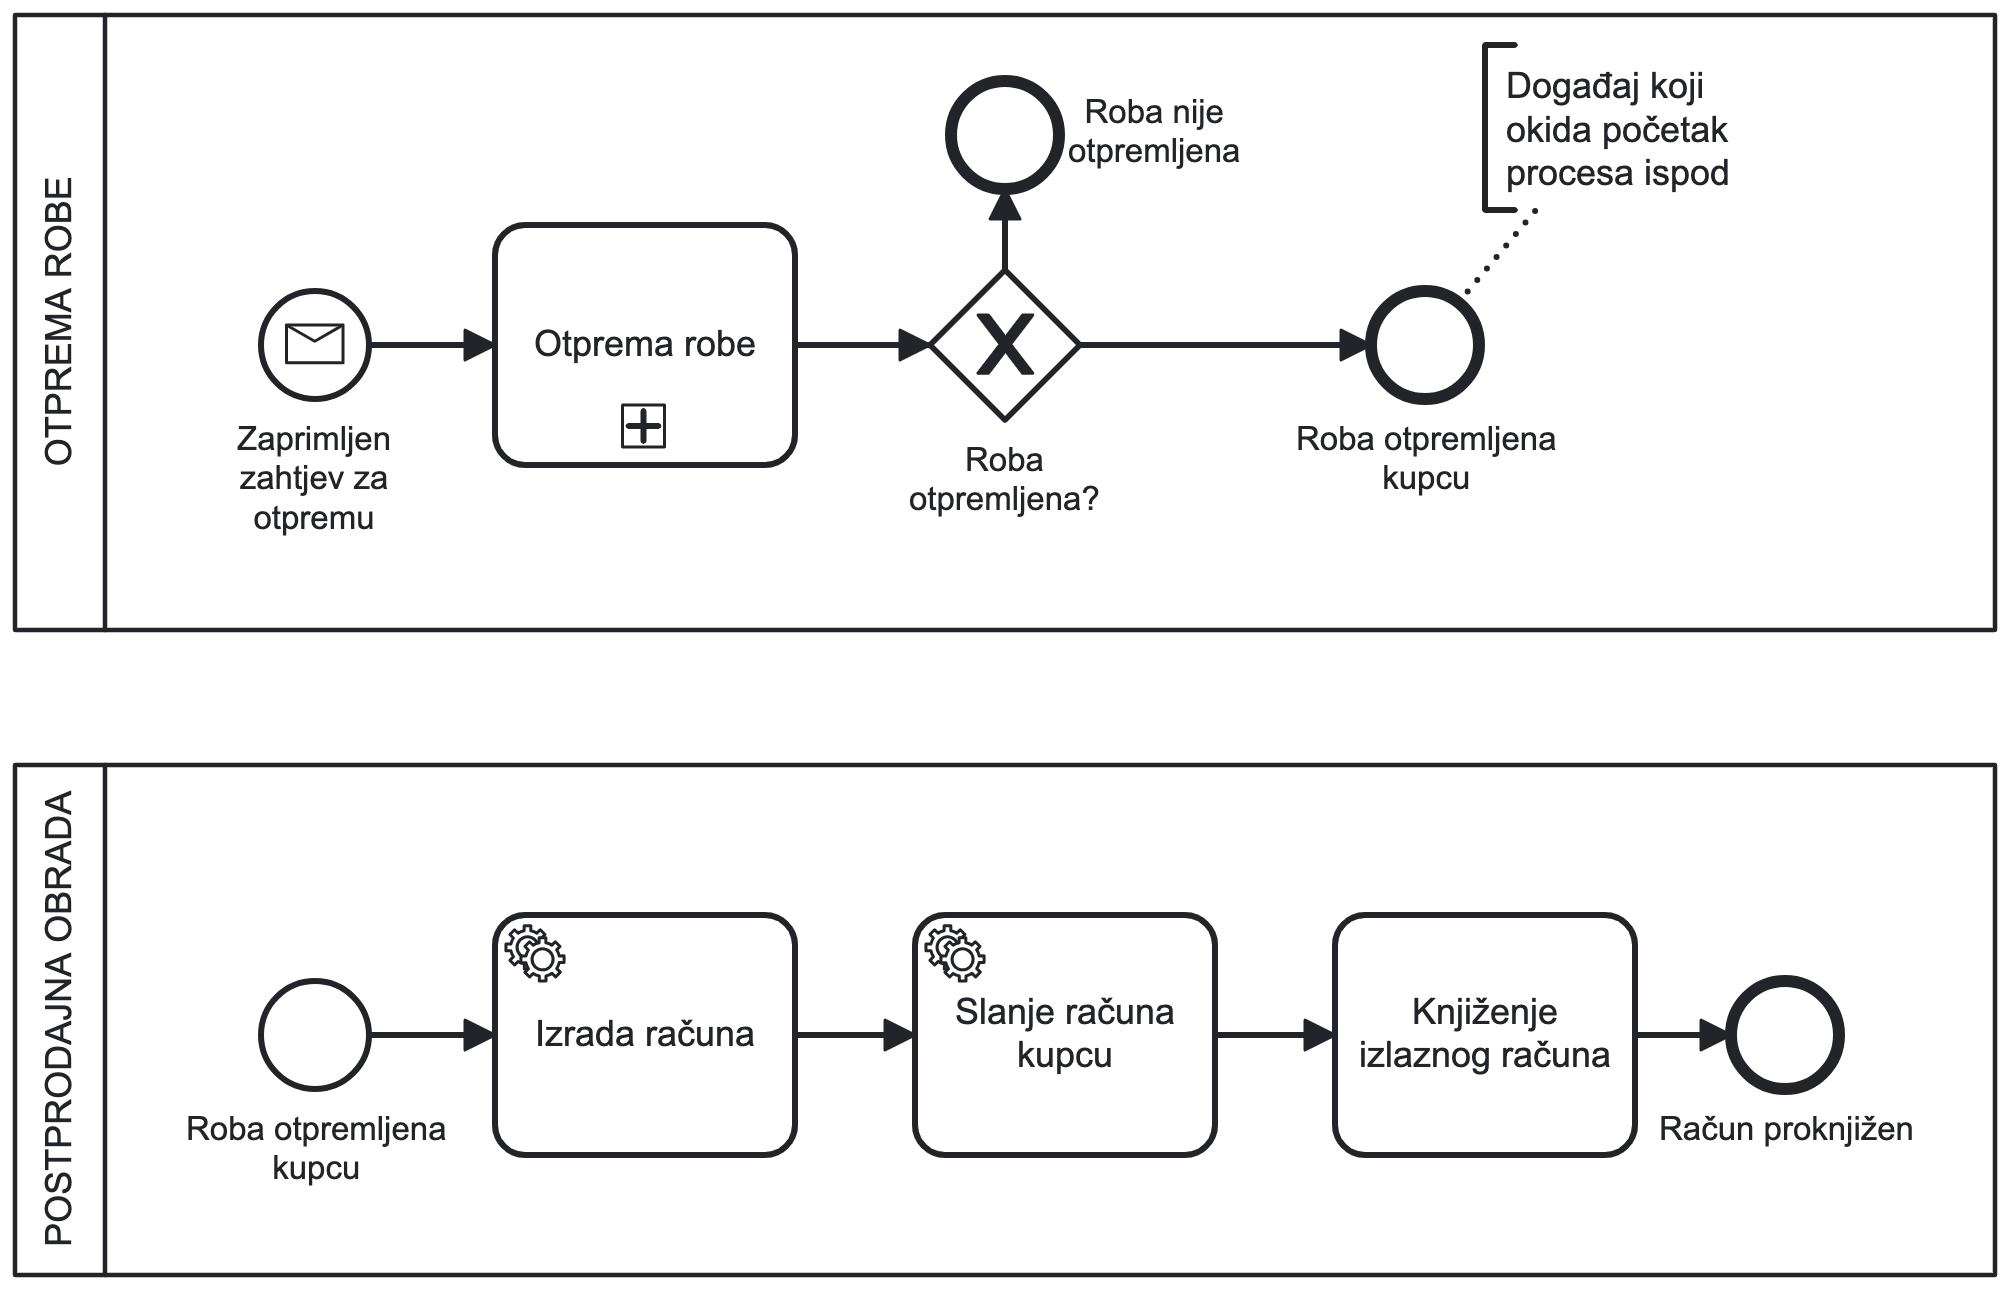 OTPREMA ROBE
Roba nije
otpremljena
Događaj koji
okida početak
procesa ispod
Otprema robe
X
Zaprimljen
zahtjev za
otpremu
Roba
otpremljena?
Roba otpremljena
kupcu
POSTPRODAJNA OBRADA
Roba otpremljena
kupcu
Izrada računa
Slanje računa
kupcu
Knjiženje
izlaznog računa
Račun proknjižen